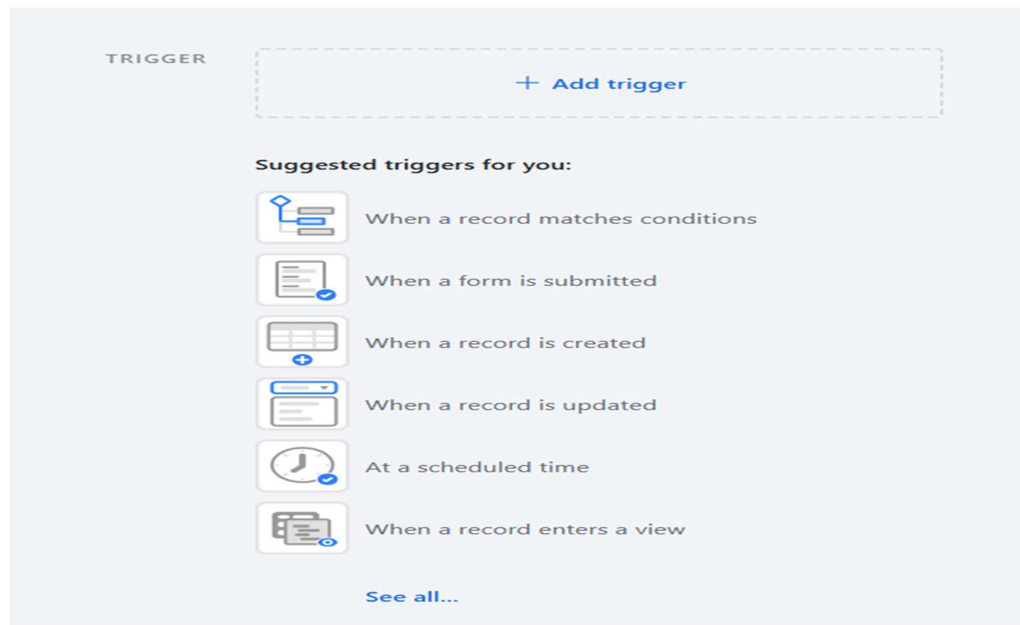 TRIGGER
+ Add trigger
Suggested triggers for you:
When a record matches conditions
When a form is submitted
When a record is created
When a record is updated
At a scheduled time
When a record enters a view
See all...